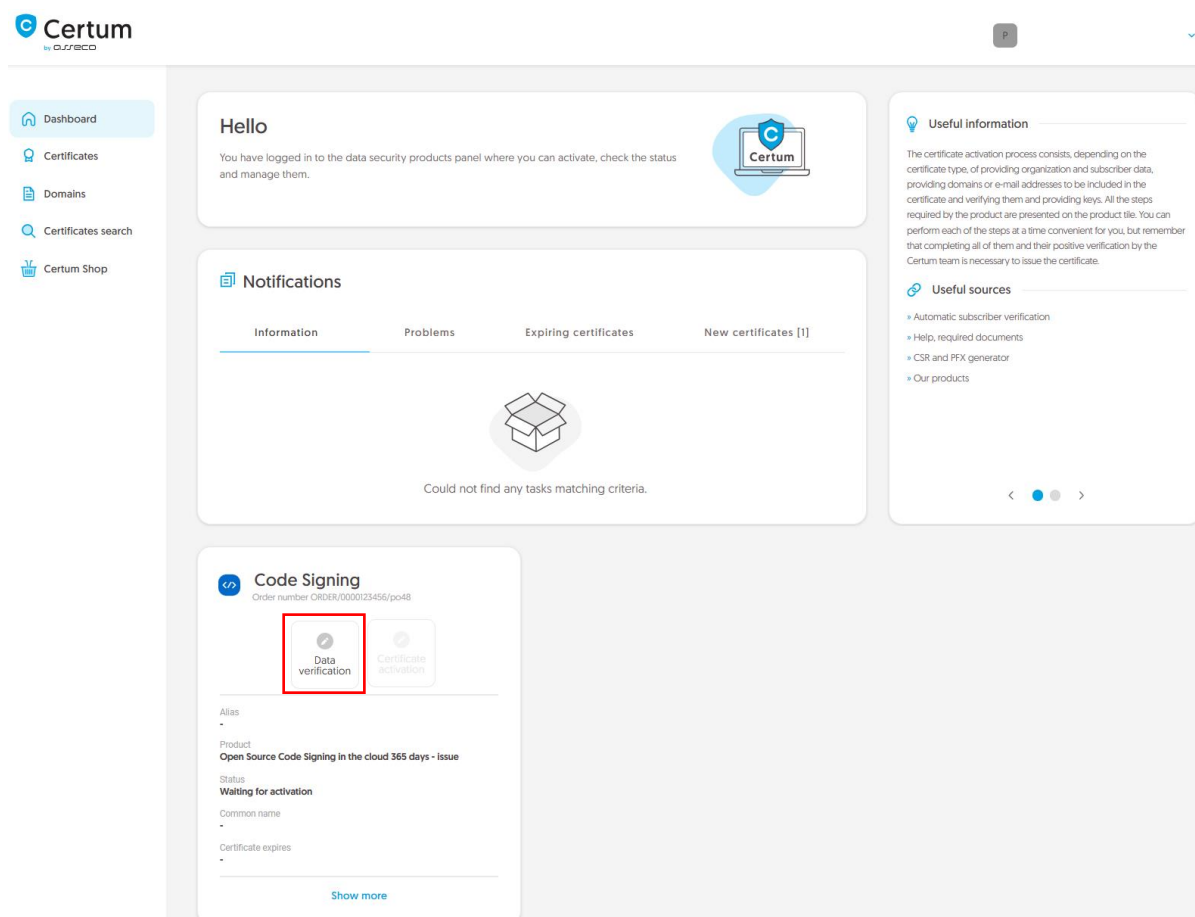 Certum
by asseco
P
Dashboard
Certificates
Domains
Certificates search
Certum Shop
Hello
You have logged in to the data security products panel where you can activate, check the status
and manage them.
C
Certum
Notifications
Information
Problems
Expiring certificates
New certificates [1]
Could not find any tasks matching criteria.
Useful information
The certificate activation process consists, depending on the
certificate type, of providing organization and subscriber data,
providing domains or e-mail addresses to be included in the
certificate and verifying them and providing keys. All the steps
required by the product are presented on the product tile. You can
perform each of the steps at a time convenient for you, but remember
that completing all of them and their positive verification by the
Certum team is necessary to issue the certificate.
Useful sources
» Automatic subscriber verification
» Help, required documents
» CSR and PFX generator
» Our products
Code Signing
Order number ORDER/0000123456/po48
Data
verification
Certificate
activation
Alias
-
Product
Open Source Code Signing in the cloud 365 days - issue
Status
Waiting for activation
Common name
-
Certificate expires
-
Show more